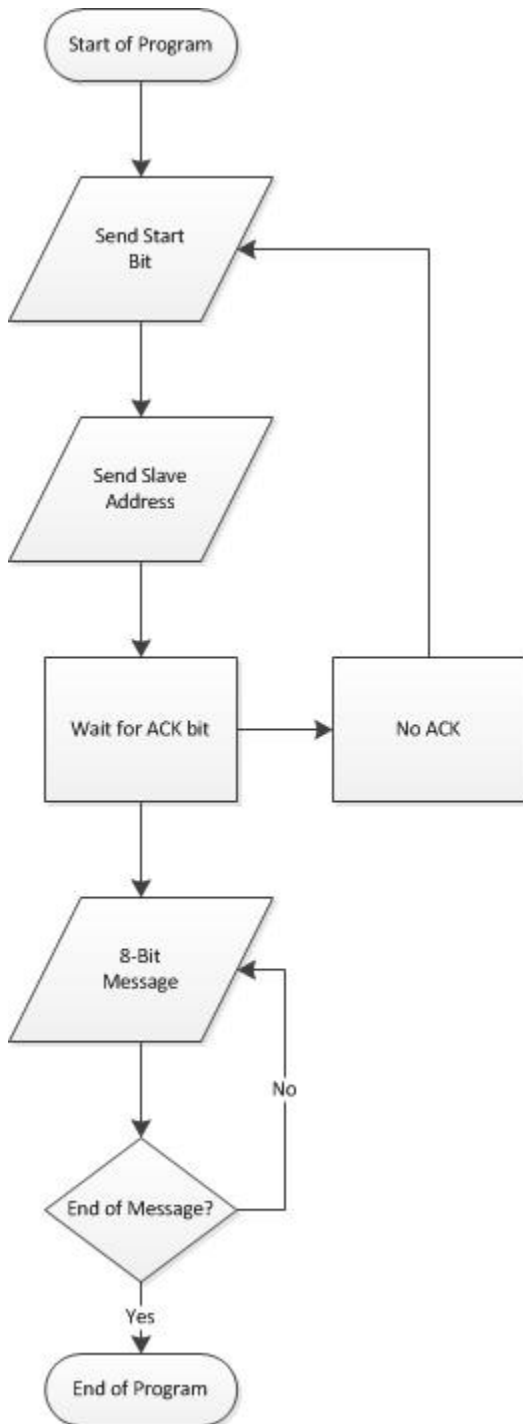 Start of Program
Send Start
Bit
Send Slave
Address
Wait for ACK bit
No ACK
8-Bit
Message
No
End of Message?
Yes
End of Program